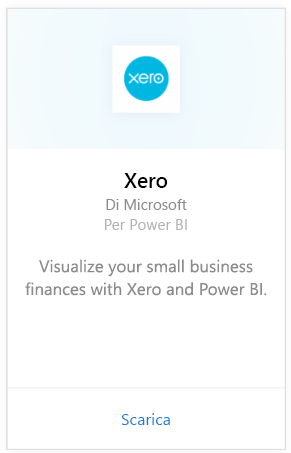 xero
Xero
Di Microsoft
Per Power BI
Visualize your small business
finances with Xero and Power BI.
Scarica